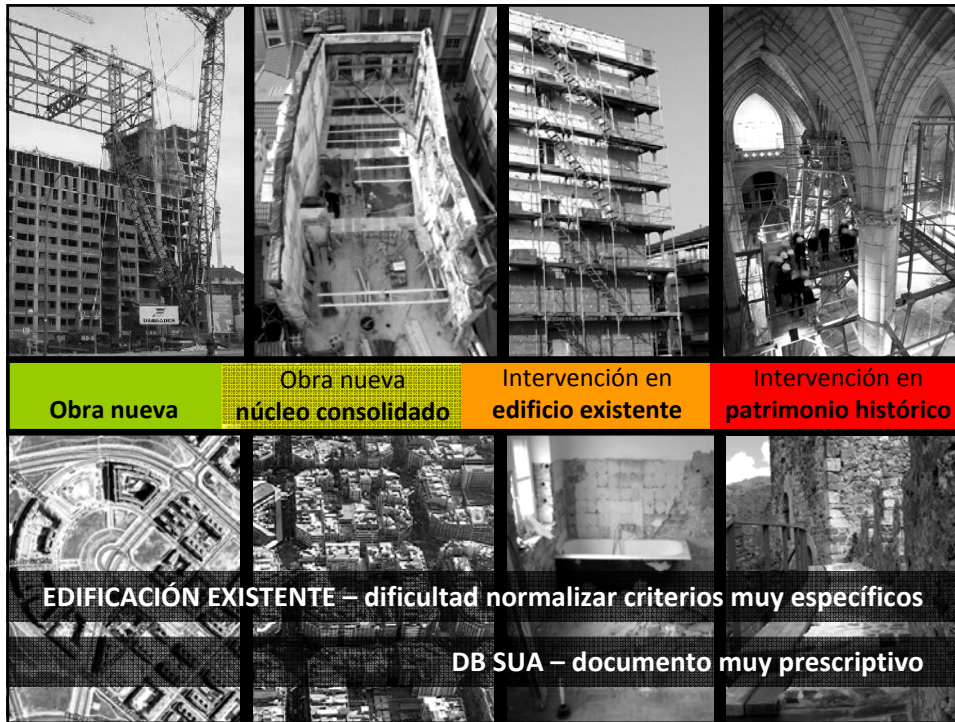 DRAGADOS
Obra nueva
Obra nueva
núcleo consolidado
Intervención en
edificio existente
Intervención en
patrimonio histórico
EDIFICACIÓN EXISTENTE – dificultad normalizar criterios muy específicos
DB SUA – documento muy prescriptivo